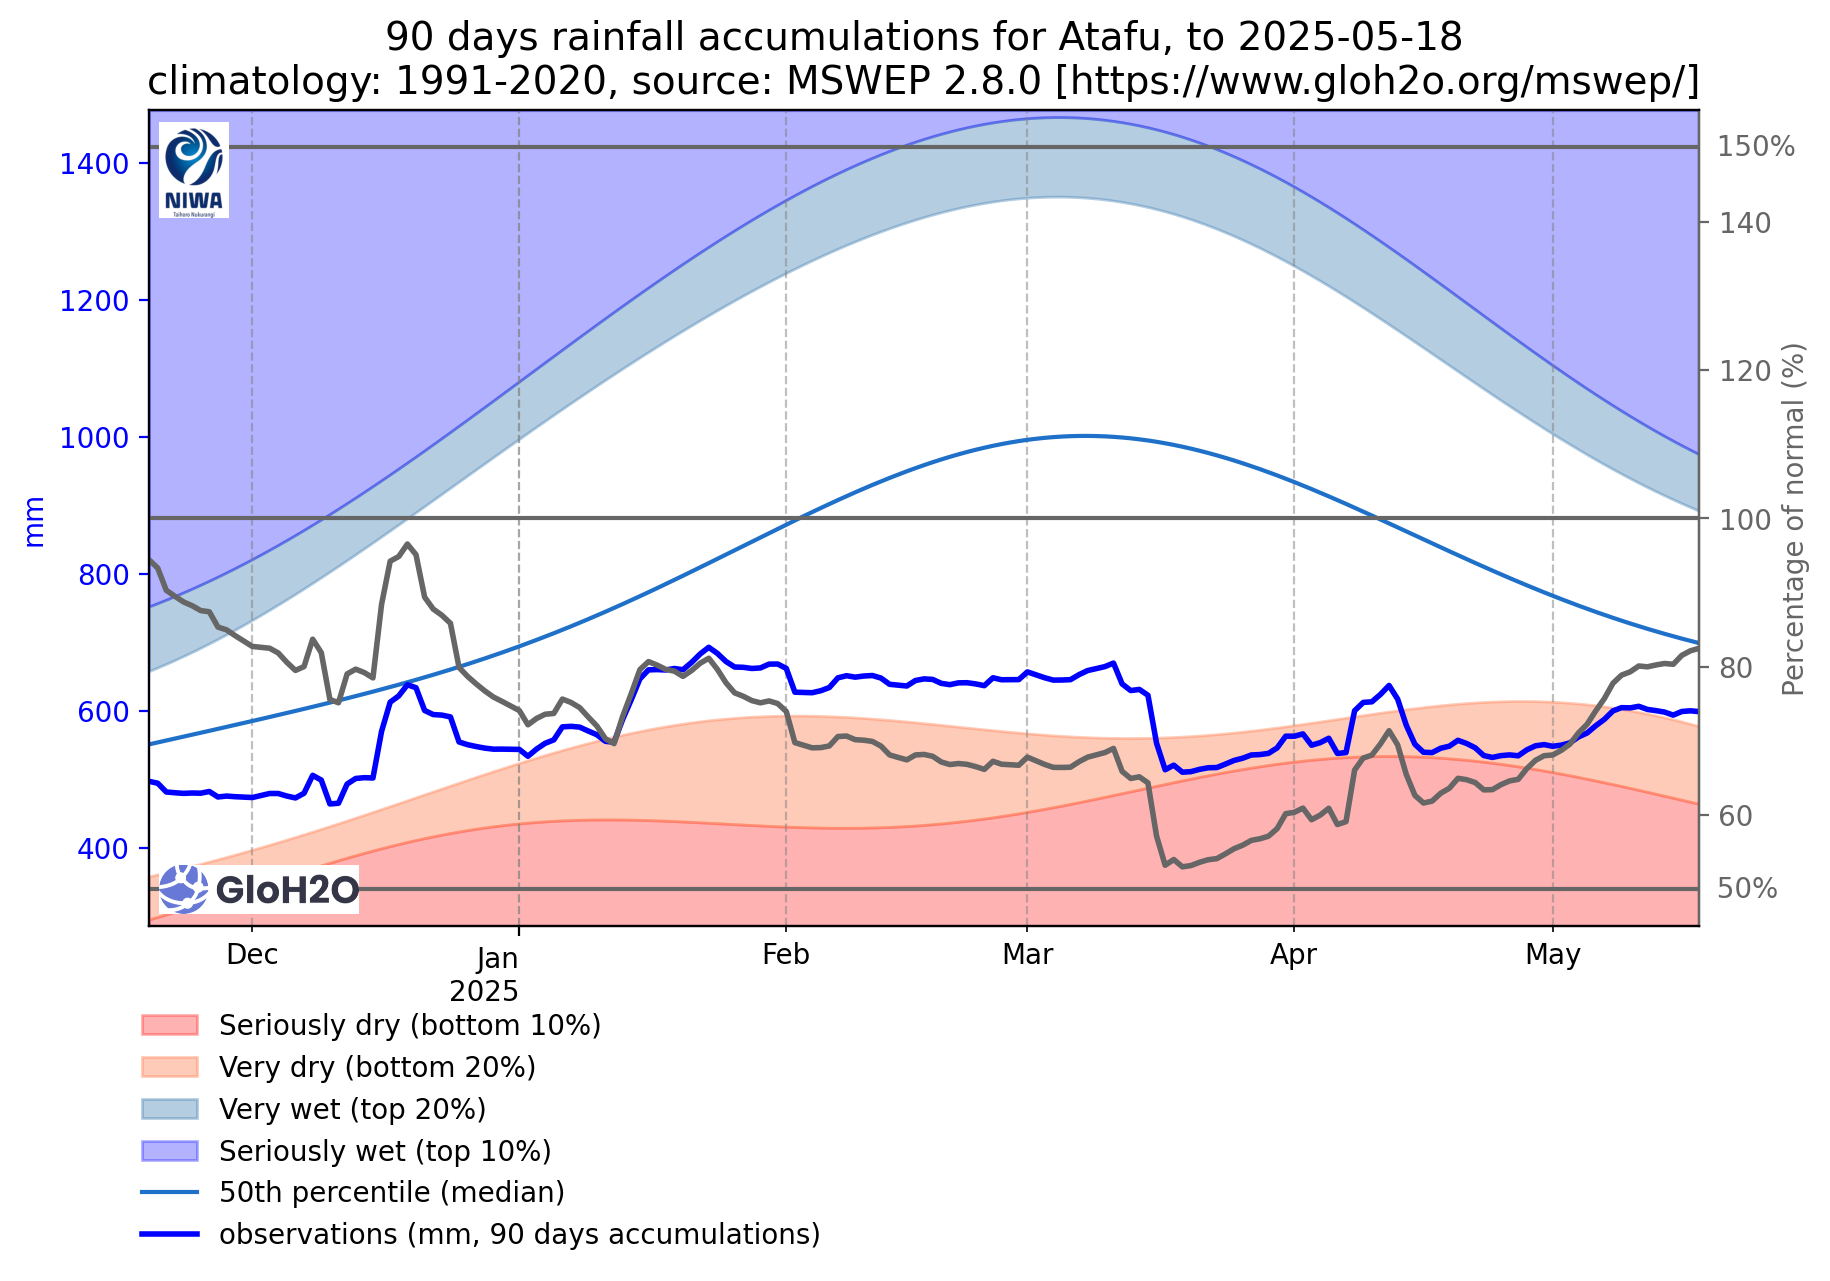 90 days rainfall accumulations for Atafu, to 2025-05-18
climatology: 1991-2020, source: MSWEP 2.8.0 [https://www.gloh2o.org/mswep/]
NIWA
Taihoro Nukurangi
mm
1400
1200
1000
800
600
400
150%
140
120
100
80
60
50%
Percentage of normal (%)
GloH2O
Dec
Jan
2025
Feb
Mar
Apr
May
Seriously dry (bottom 10%)
Very dry (bottom 20%)
Very wet (top 20%)
Seriously wet (top 10%)
50th percentile (median)
observations (mm, 90 days accumulations)